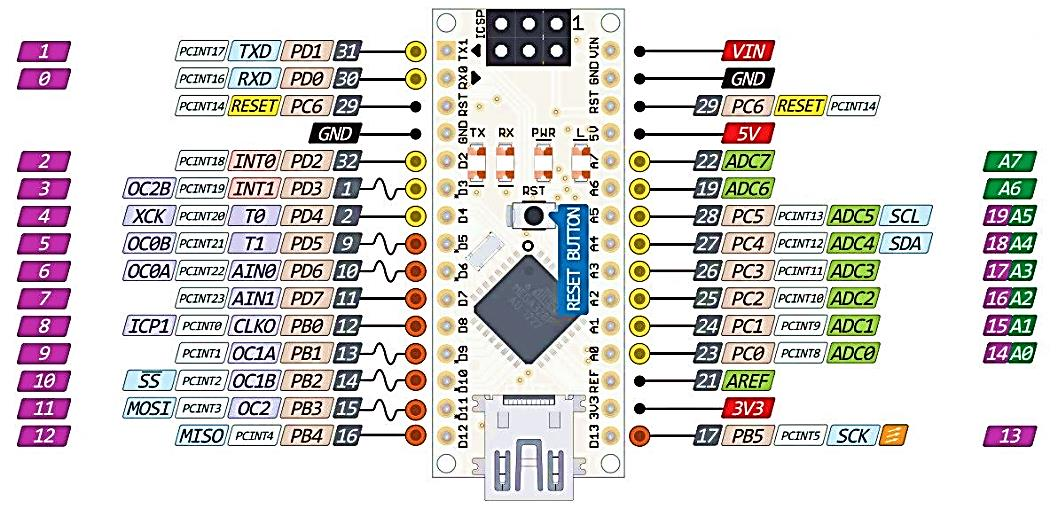 ICSP 1
1 PCINT17 TXD PD1 31 TX1 VIN VIN
0 PCINT16 RXD PD0 30 RX0 GND GND
PCINT14 RESET PC6 29 RST RST 29 PC6 RESET PCINT14
GND GND 5V 5V
TX RX PWR L
2 PCINT18 INT0 PD2 32 D2 A7 22 ADC7 A7
3 OC2B PCINT19 INT1 PD3 1 D3 A6 19 ADC6 A6
RST
4 XCK PCINT20 T0 PD4 2 D4 A5 28 PC5 PCINT13 ADC5 SCL 19 A5
5 OC0B PCINT21 T1 PD5 9 D5 A4 27 PC4 PCINT12 ADC4 SDA 18 A4
RESET BUTTON
6 OC0A PCINT22 AIN0 PD6 10 D6 A3 26 PC3 PCINT11 ADC3 17 A3
7 PCINT23 AIN1 PD7 11 D7 A2 25 PC2 PCINT10 ADC2 16 A2
8 ICP1 PCINT0 CLKO PB0 12 D8 A1 24 PC1 PCINT9 ADC1 15 A1
9 PCINT1 OC1A PB1 13 D9 A0 23 PC0 PCINT8 ADC0 14 A0
10 SS PCINT2 OC1B PB2 14 D10 REF 21 AREF
11 MOSI PCINT3 OC2 PB3 15 D11 3V3 3V3
12 MISO PCINT4 PB4 16 D12 D13 17 PB5 PCINT5 SCK 13